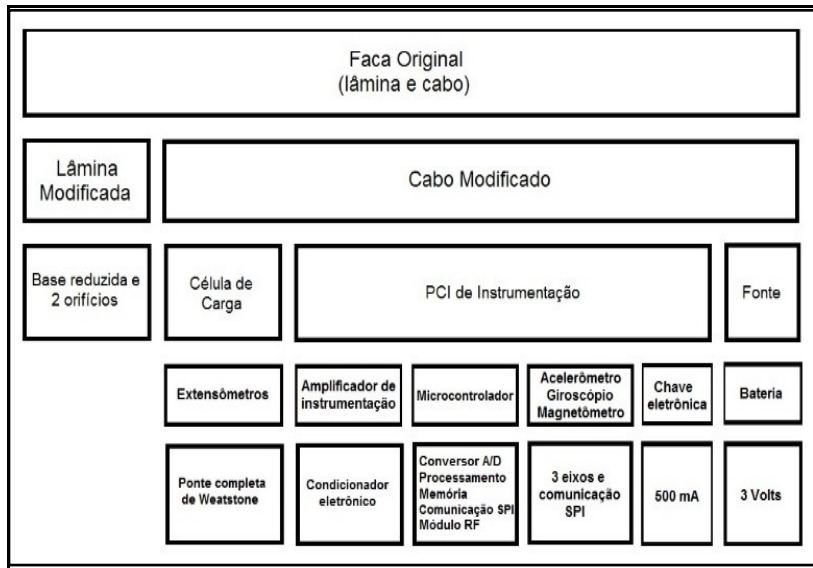 Faca Original
(lâmina e cabo)
Lâmina
Modificada
Cabo Modificado
Base reduzida e
2 orifícios
Célula de
Carga
PCI de Instrumentação
Fonte
Extensômetros
Amplificador de
instrumentação
Microcontrolador
Acelerômetro
Giroscópio
Magnetômetro
Chave
eletrônica
Bateria
Ponte completa
de Weatstone
Condicionador
eletrônico
Conversor A/D
Processamento
Memória
Comunicação SPI
Módulo RF
3 eixos e
comunicação
SPI
500 mA
3 Volts